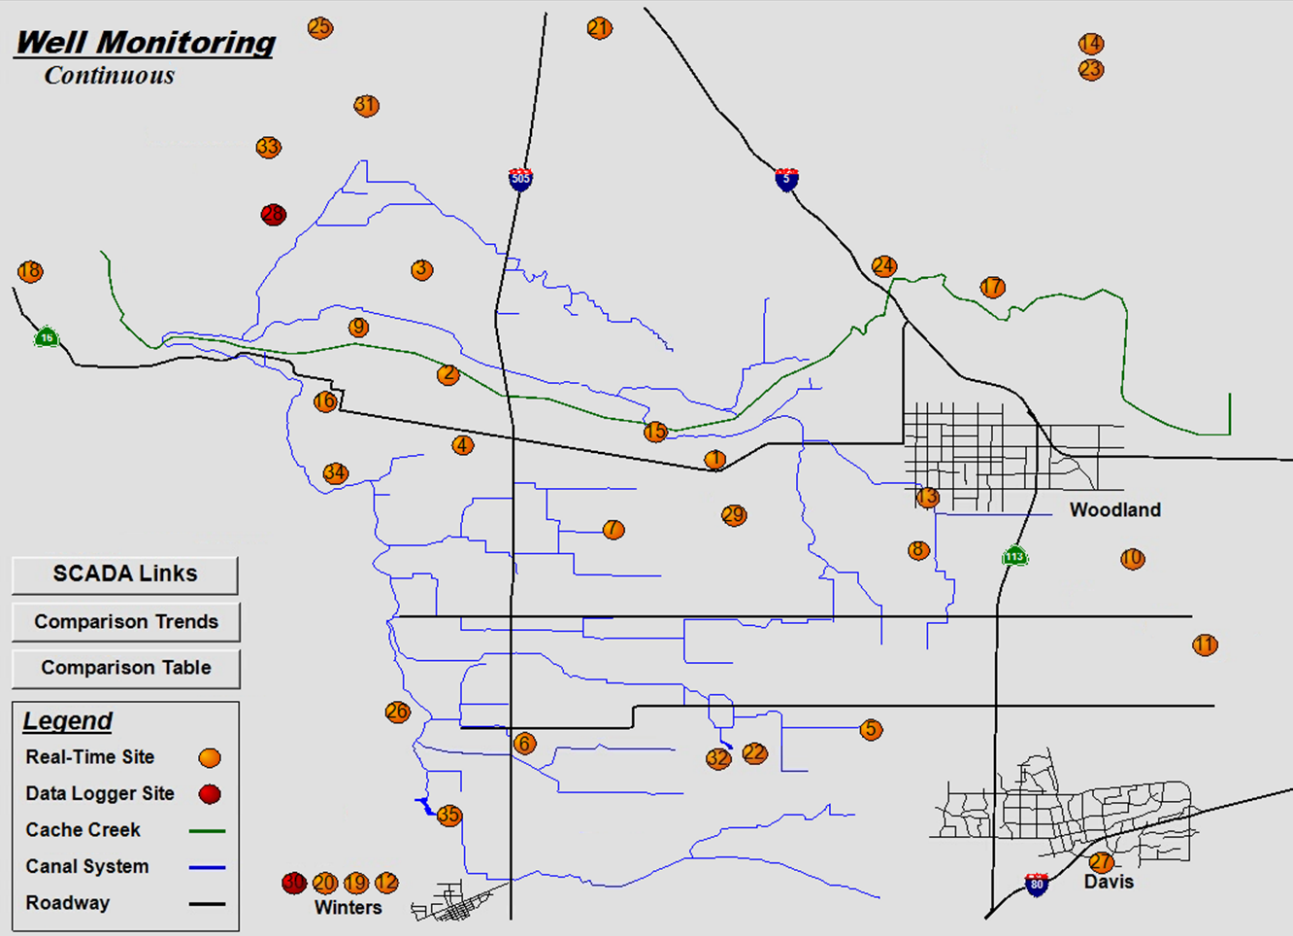 25
21
14
Well Monitoring
23
Continuous
31
33
505
5
28
24
18
3
17
9
16
2
16
15
4
1
34
13
29
Woodland
7
8
113
10
SCADA Links
Comparison Trends
11
Comparison Table
26
Legend
5
6
32
22
Real-Time Site
Data Logger Site
35
Cache Creek
27
Canal System
30 20 19 12
80
Davis
Roadway
Winters